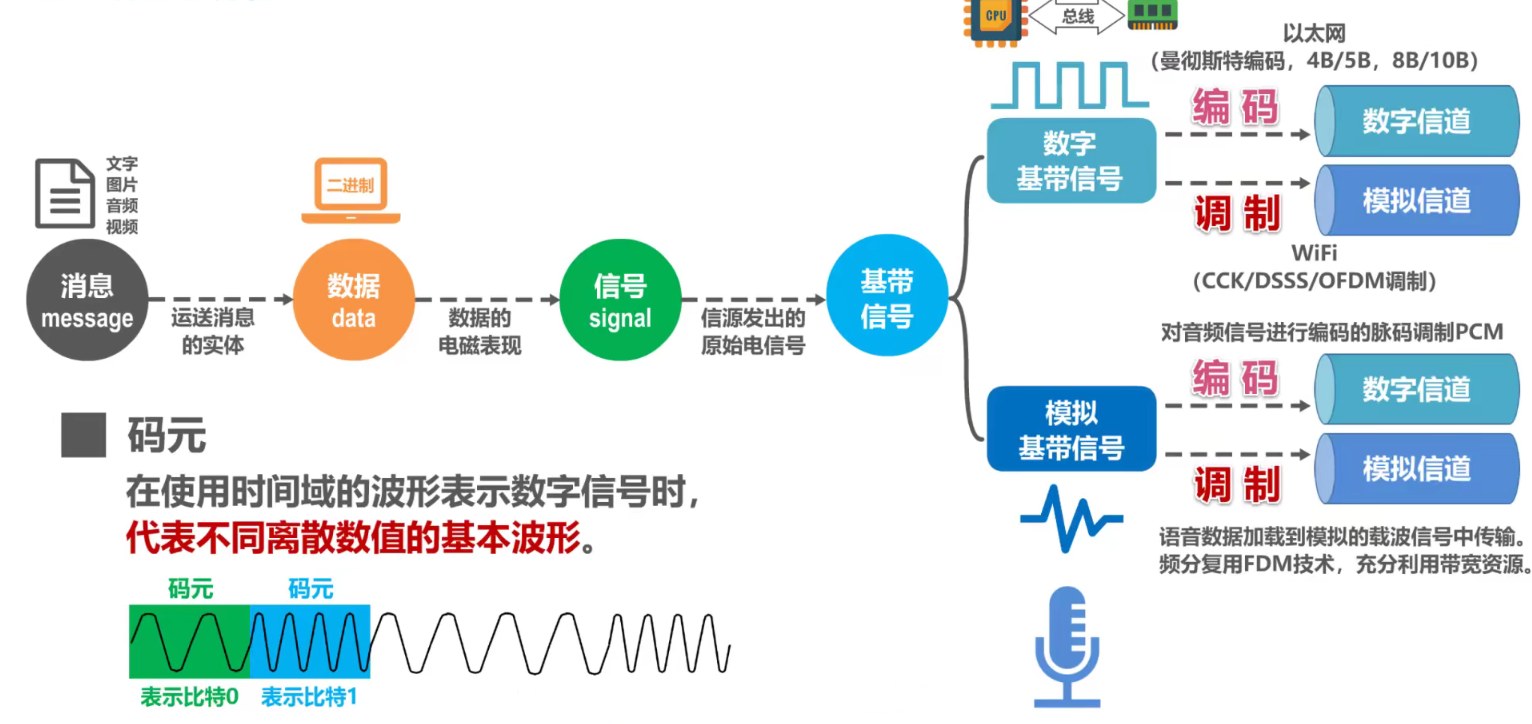 CPU
总线
以太网
（曼彻斯特编码，4B/5B，8B/10B）
编 码
数字信道
数字
基带信号
调 制
模拟信道
WiFi
（CCK/DSSS/OFDM调制）
文字
图片
音频
视频
二进制
消息
message
运送消息
的实体
数据
data
数据的
电磁表现
信号
signal
信源发出的
原始电信号
基带
信号
对音频信号进行编码的脉码调制PCM
编 码
数字信道
模拟
基带信号
调 制
模拟信道
语音数据加载到模拟的载波信号中传输。
频分复用FDM技术，充分利用带宽资源。
码元
在使用时间域的波形表示数字信号时，
代表不同离散数值的基本波形。
码元
码元
表示比特0
表示比特1